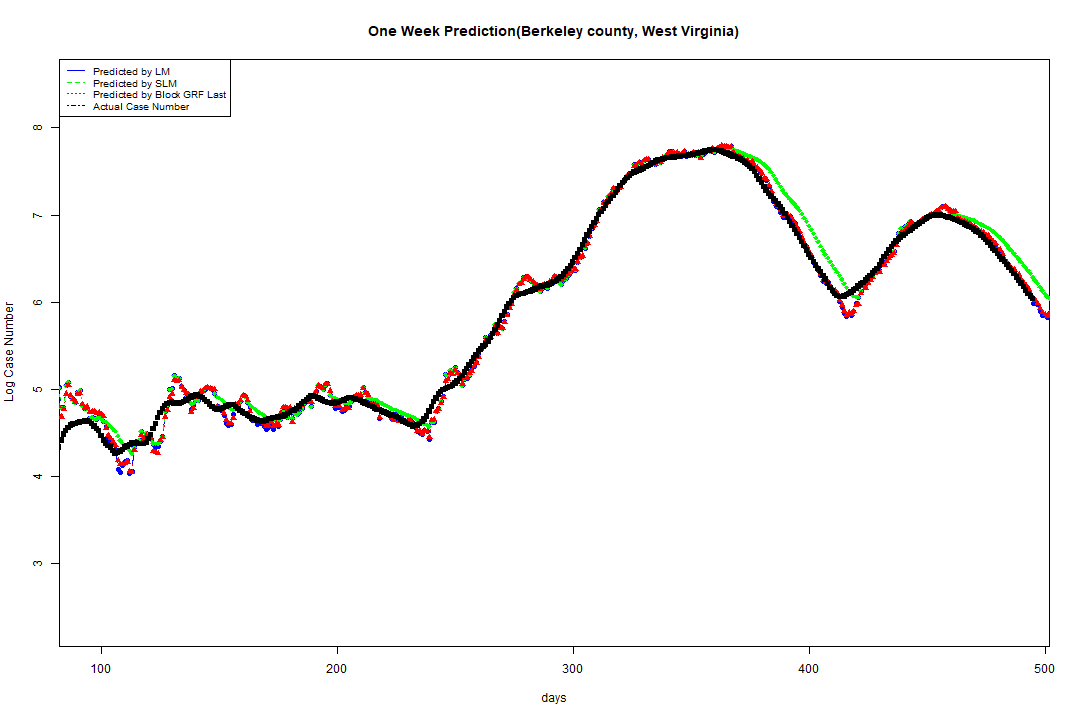 One Week Prediction(Berkeley county, West Virginia)
Predicted by LM
Predicted by SLM
Predicted by Block GRF Last
Actual Case Number
8
7
6
5
4
3
Log Case Number
100 200 300 400 500
days